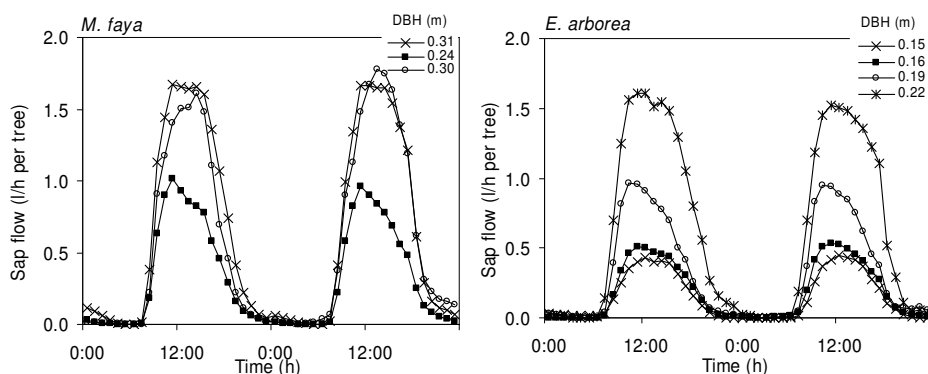 M. faya
DBH (m)
0.31
0.24
0.30
2.0
1.5
1.0
0.5
0.0
Sap flow (l/h per tree)
0:00 12:00 0:00 12:00
Time (h)
E. arborea
DBH (m)
0.15
0.16
0.19
0.22
2.0
1.5
1.0
0.5
0.0
Sap flow (l/h per tree)
0:00 12:00 0:00 12:00
Time (h)